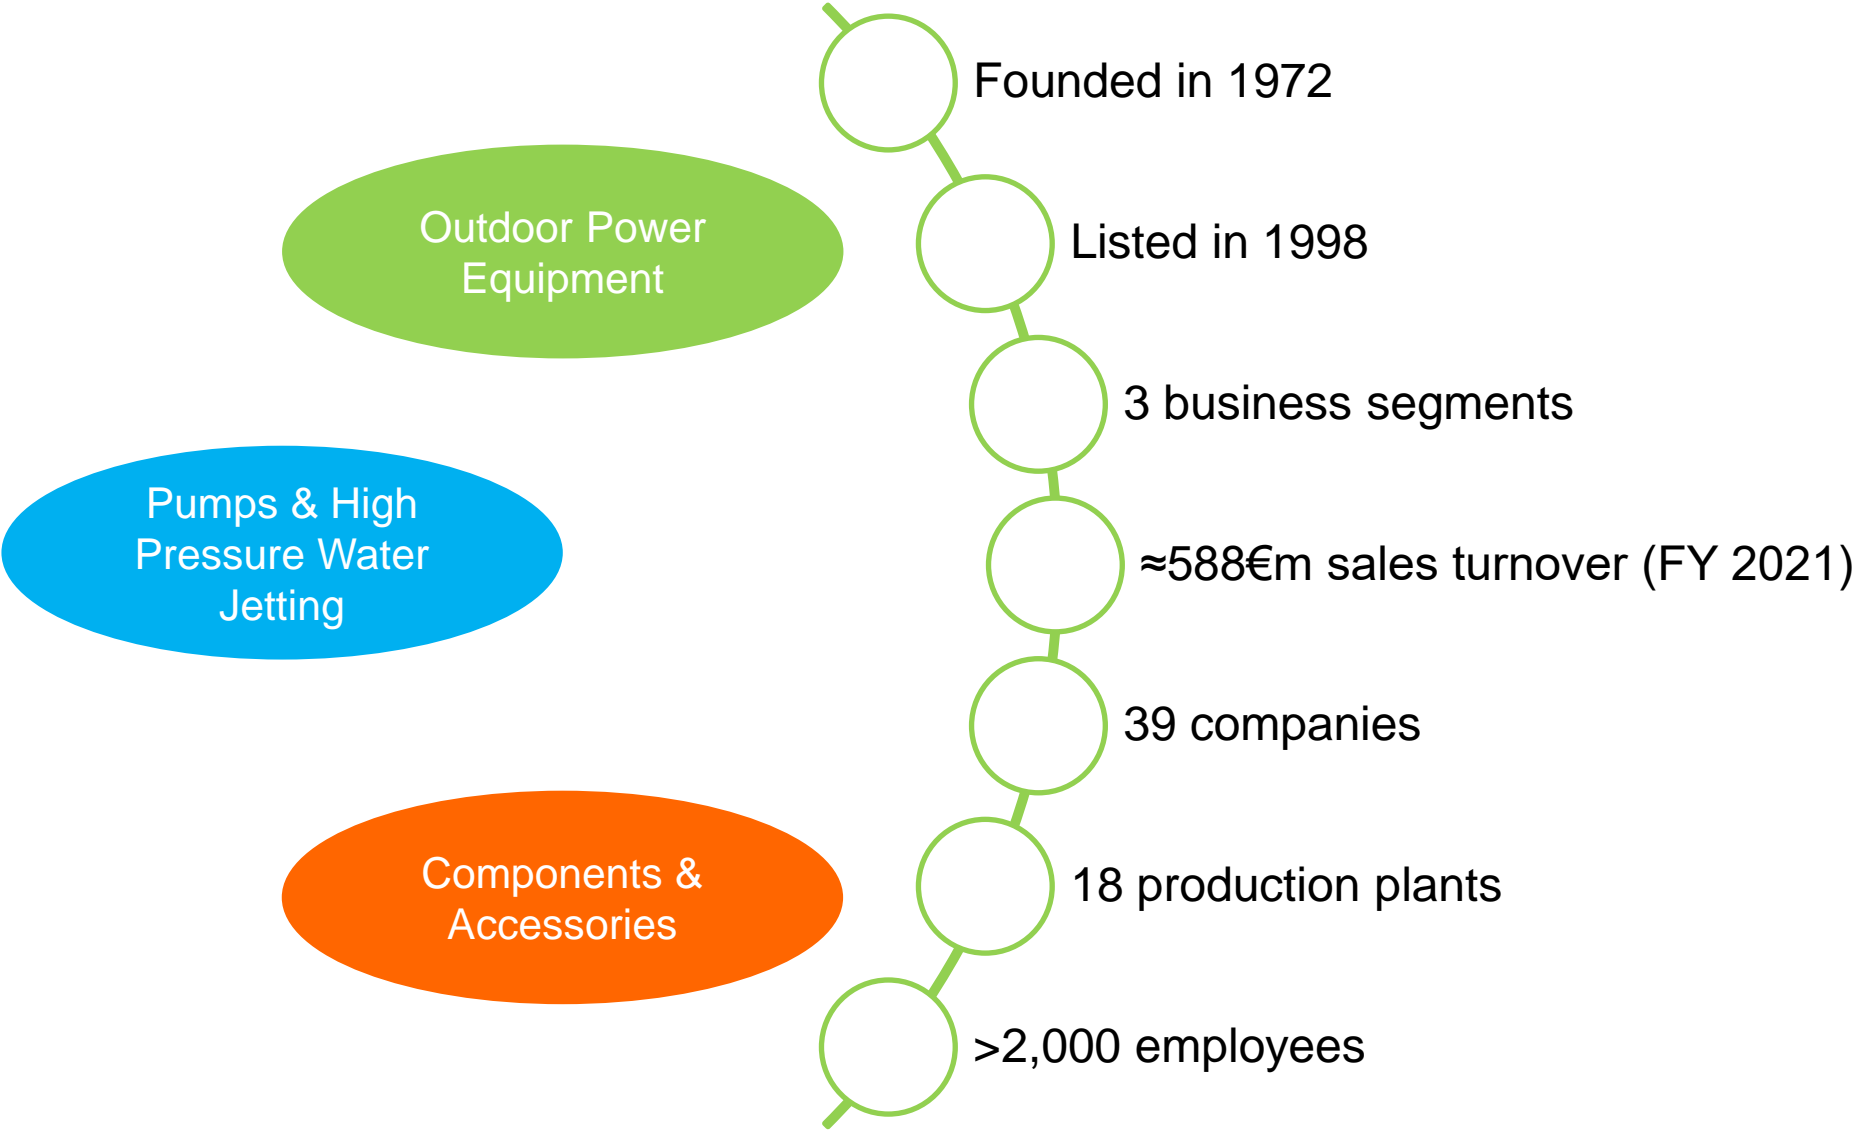 Founded in 1972
Outdoor Power
Equipment
Listed in 1998
3 business segments
Pumps & High
Pressure Water
Jetting
≈588€m sales turnover (FY 2021)
39 companies
Components &
Accessories
18 production plants
>2,000 employees